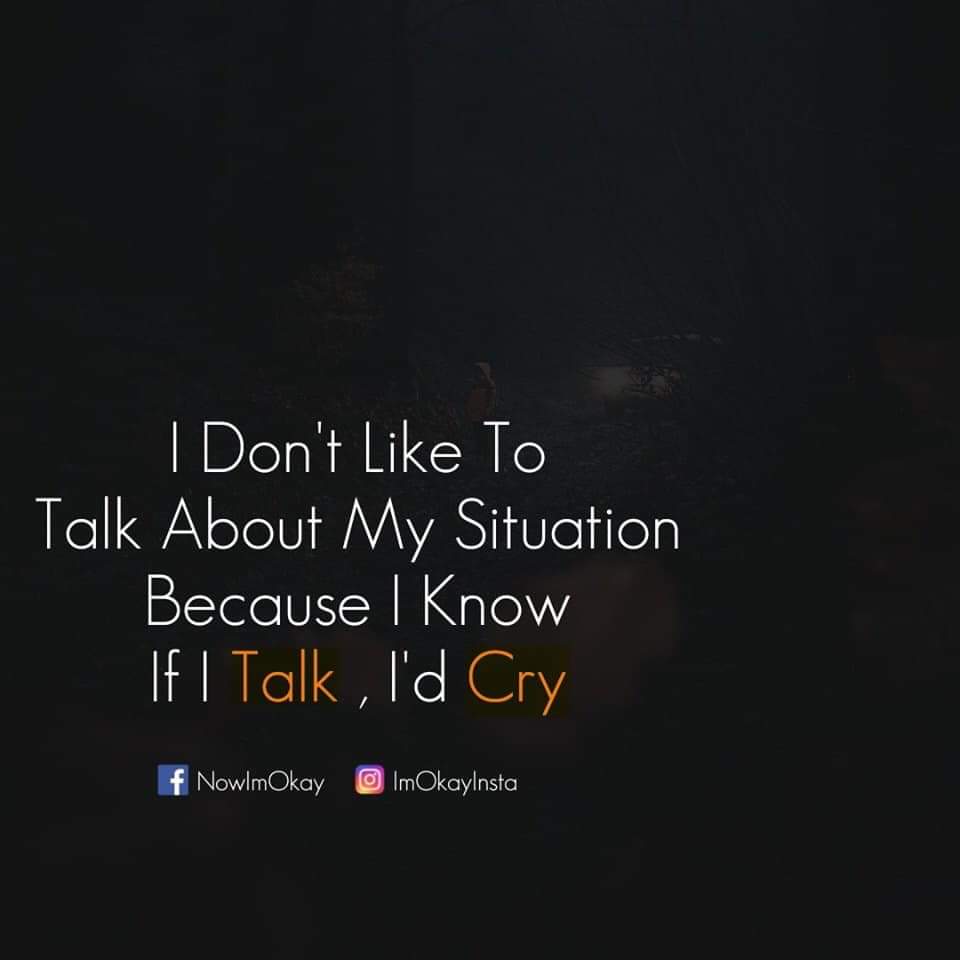 I Don't Like To
Talk About My Situation
Because I Know
If I Talk , I'd Cry
NowImOkay ImOkayInsta